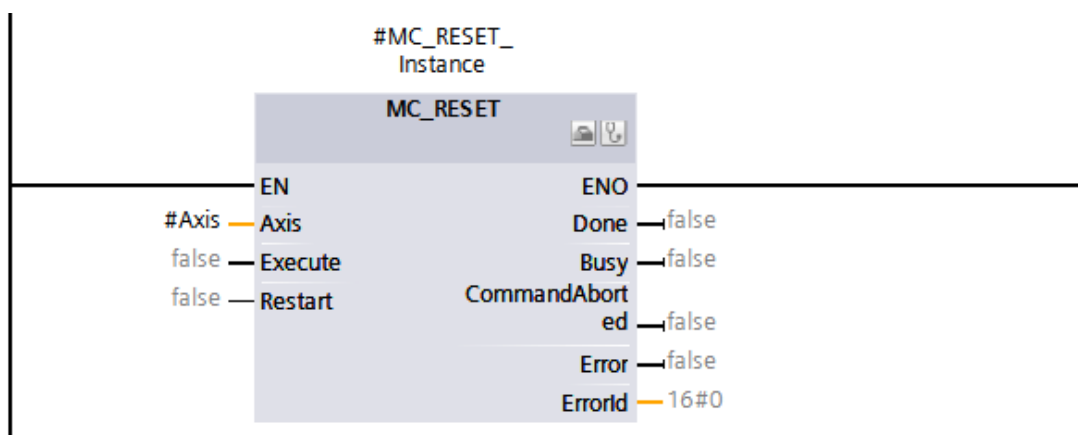 #MC_RESET_
Instance
MC_RESET
EN ENO
#Axis Axis Done false
false Execute Busy false
false Restart CommandAbort
ed false
Error false
ErrorId 16#0